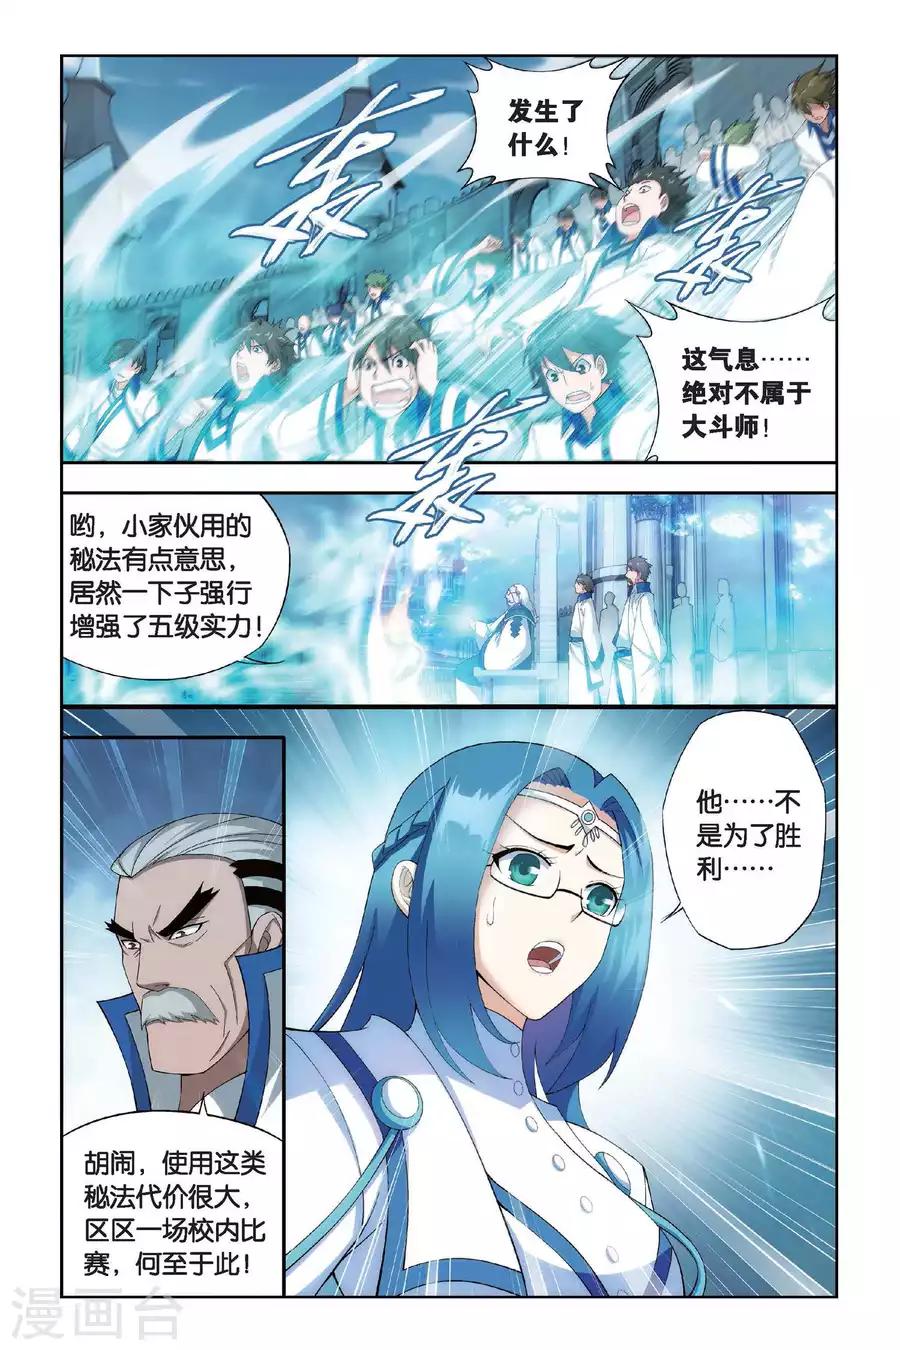 发生了
什么！
轰
轰
这气息……
绝对不属于
大斗师！
轰
哟，小家伙用的
秘法有点意思，
居然一下子强行
增强了五级实力！
他……不
是为了胜
利……
胡闹，使用这类
秘法代价很大，
区区一场校内比
赛，何至于此！
漫画台